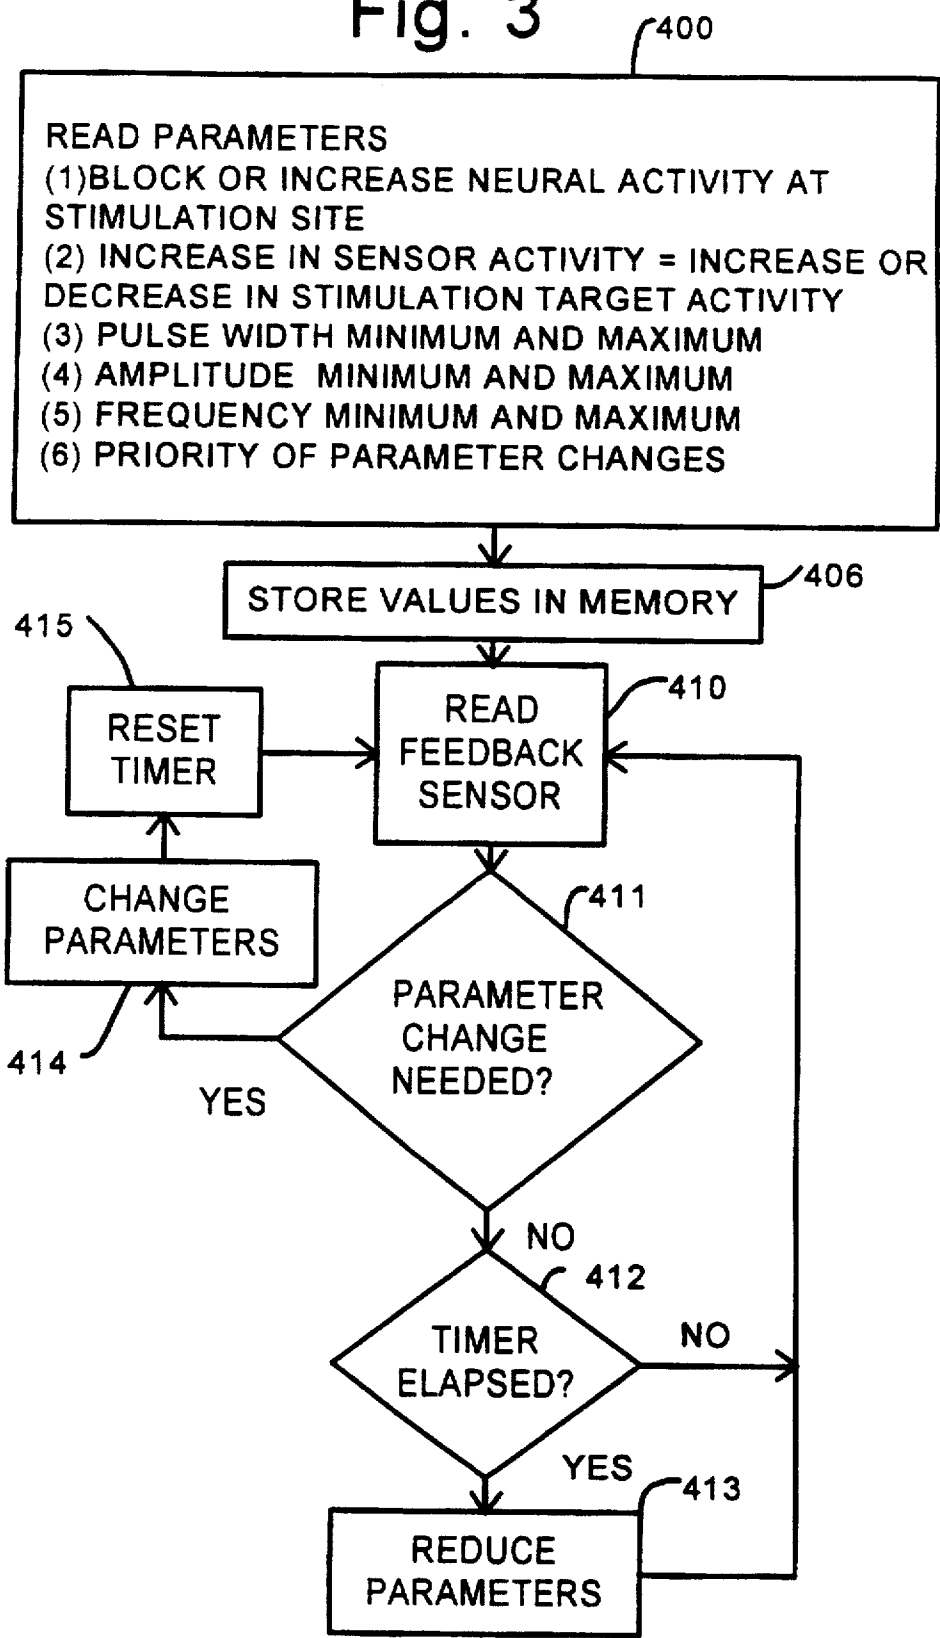 Fig. 3
400
READ PARAMETERS
(1)BLOCK OR INCREASE NEURAL ACTIVITY AT
STIMULATION SITE
(2) INCREASE IN SENSOR ACTIVITY = INCREASE OR
DECREASE IN STIMULATION TARGET ACTIVITY
(3) PULSE WIDTH MINIMUM AND MAXIMUM
(4) AMPLITUDE MINIMUM AND MAXIMUM
(5) FREQUENCY MINIMUM AND MAXIMUM
(6) PRIORITY OF PARAMETER CHANGES
STORE VALUES IN MEMORY
406
415
RESET
TIMER
READ
FEEDBACK
SENSOR
410
CHANGE
PARAMETERS
414
411
PARAMETER
CHANGE
NEEDED?
YES
NO
412
TIMER
ELAPSED?
NO
YES
413
REDUCE
PARAMETERS